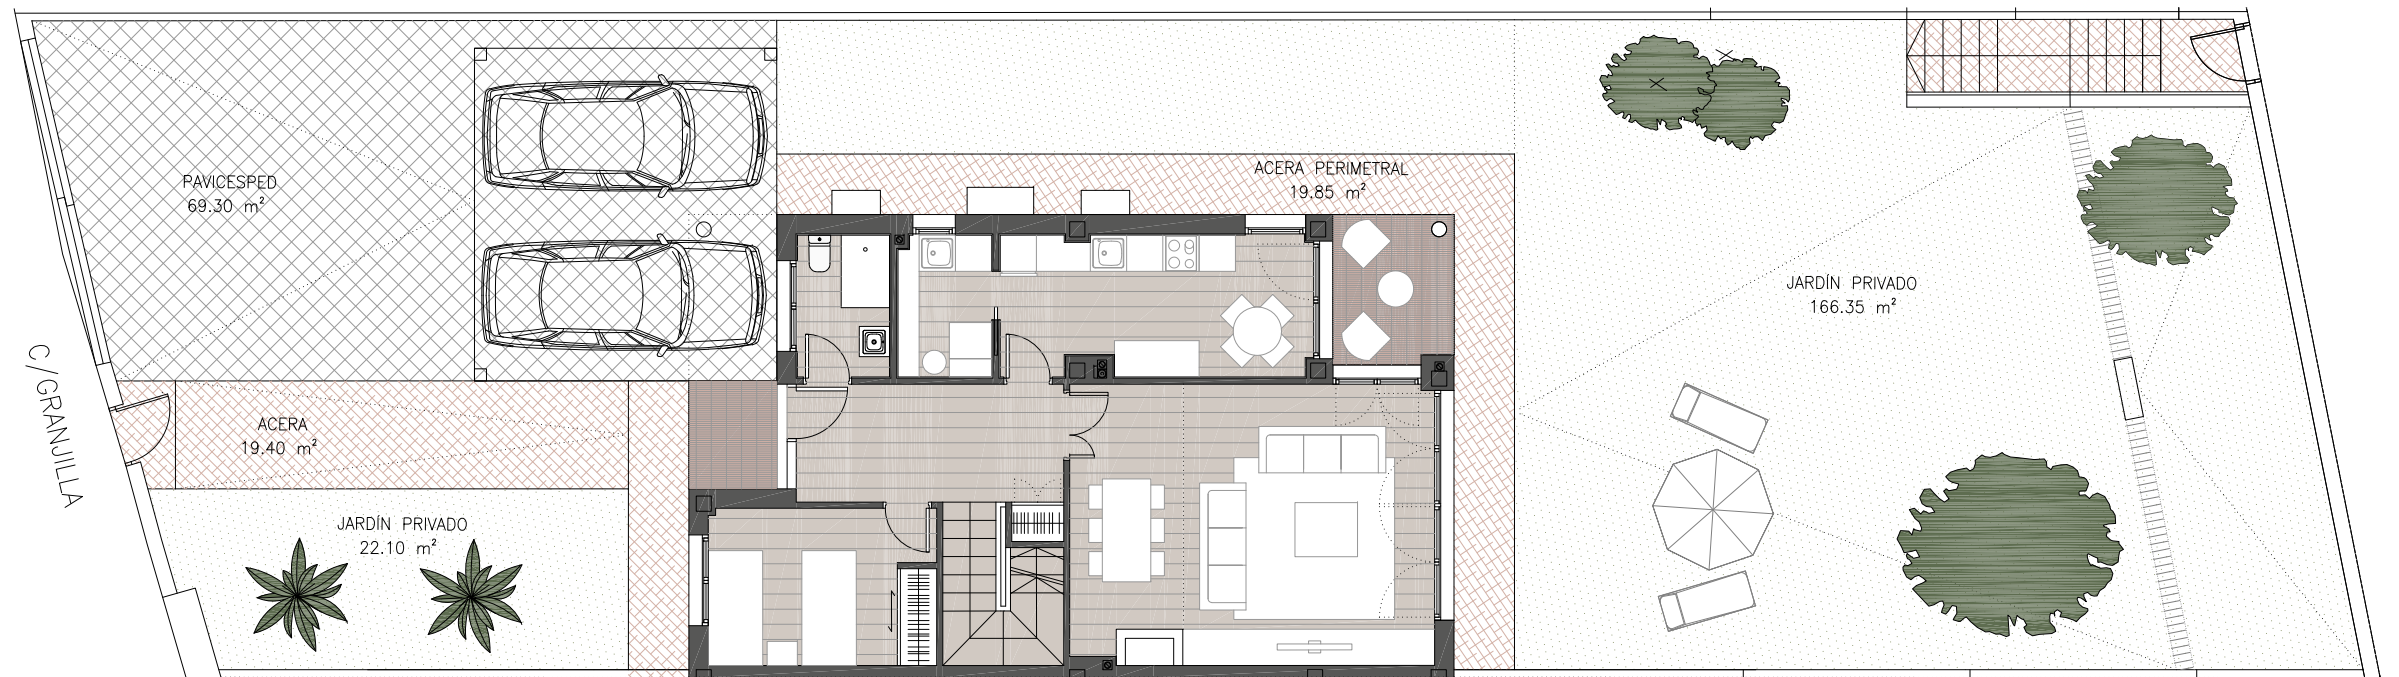 PAVICESPED
69.30 m²
ACERA PERIMETRAL
19.85 m²
JARDÍN PRIVADO
166.35 m²
C/GRANJILLA
ACERA
19.40 m²
JARDÍN PRIVADO
22.10 m²